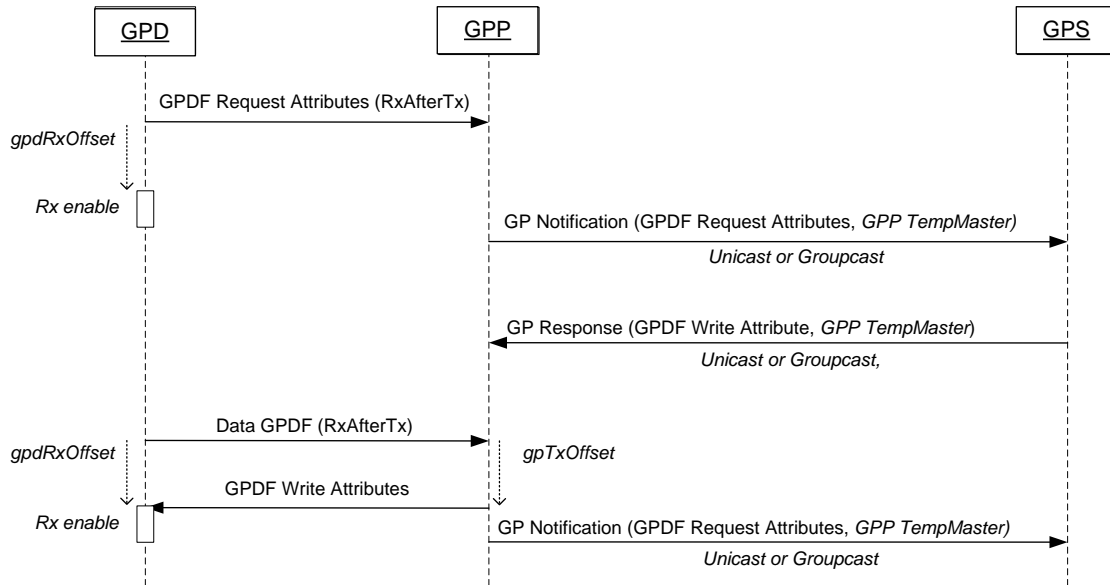 GPD
GPP
GPS
GPDF Request Attributes (RxAfterTx)
gpdRxOffset
Rx enable
GP Notification (GPDF Request Attributes, GPP TempMaster)
Unicast or Groupcast
GP Response (GPDF Write Attribute, GPP TempMaster)
Unicast or Groupcast,
Data GPDF (RxAfterTx)
gpdRxOffset
gpTxOffset
GPDF Write Attributes
Rx enable
GP Notification (GPDF Request Attributes, GPP TempMaster)
Unicast or Groupcast